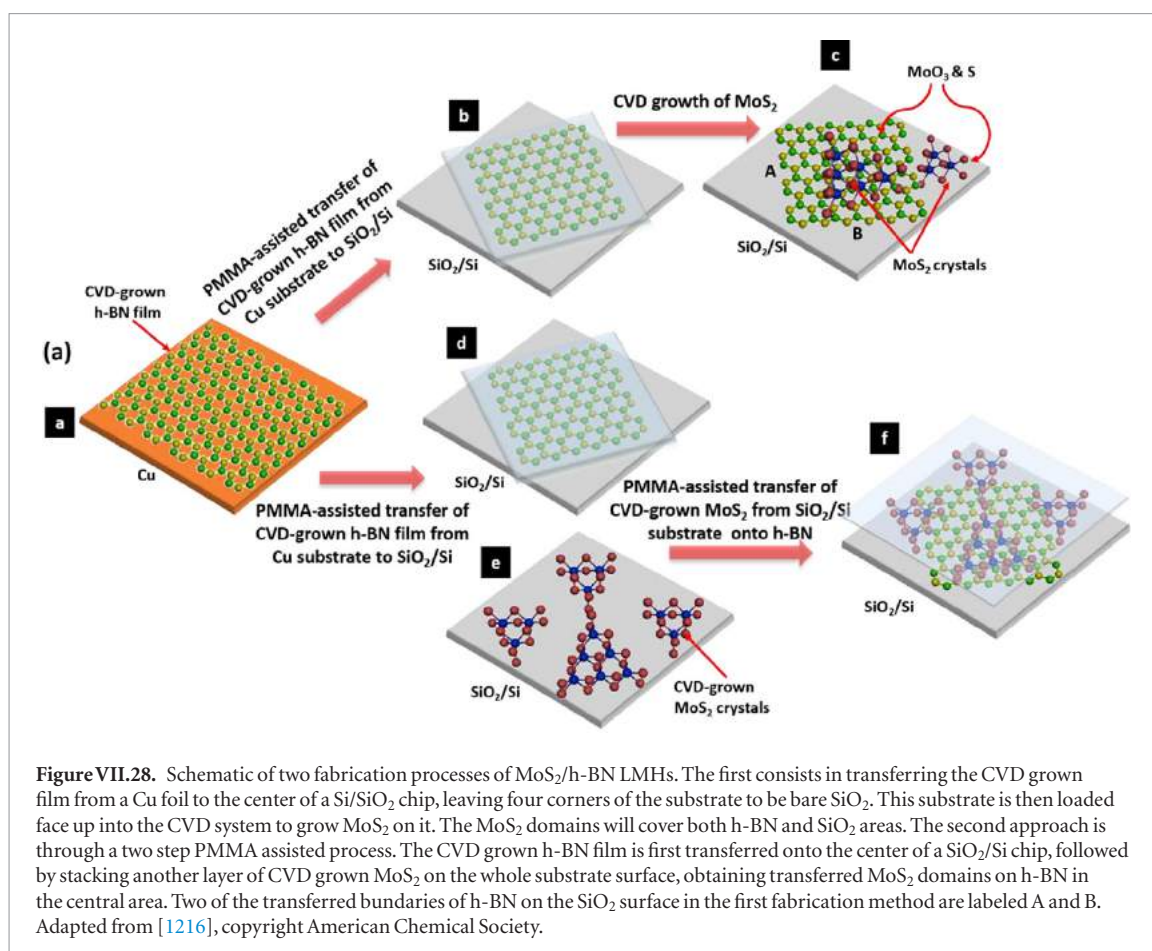 c
MoO₃ & S
CVD growth of MoS₂
b
A
B
SiO₂/Si
MoS₂ crystals
SiO₂/Si
PMMA-assisted transfer of
CVD-grown h-BN film from
Cu substrate to SiO₂/Si
CVD-grown
h-BN film
(a)
a
Cu
d
SiO₂/Si
PMMA-assisted transfer of
CVD-grown h-BN film from
Cu substrate to SiO₂/Si
PMMA-assisted transfer of
CVD-grown MoS₂ from SiO₂/Si
substrate onto h-BN
f
SiO₂/Si
e
SiO₂/Si
CVD-grown
MoS₂ crystals
Figure VII.28. Schematic of two fabrication processes of MoS₂/h-BN LMHs. The first consists in transferring the CVD grown
film from a Cu foil to the center of a Si/SiO₂ chip, leaving four corners of the substrate to be bare SiO₂. This substrate is then loaded
face up into the CVD system to grow MoS₂ on it. The MoS₂ domains will cover both h-BN and SiO₂ areas. The second approach is
through a two step PMMA assisted process. The CVD grown h-BN film is first transferred onto the center of a SiO₂/Si chip, followed
by stacking another layer of CVD grown MoS₂ on the whole substrate surface, obtaining transferred MoS₂ domains on h-BN in
the central area. Two of the transferred bundaries of h-BN on the SiO₂ surface in the first fabrication method are labeled A and B.
Adapted from [1216], copyright American Chemical Society.